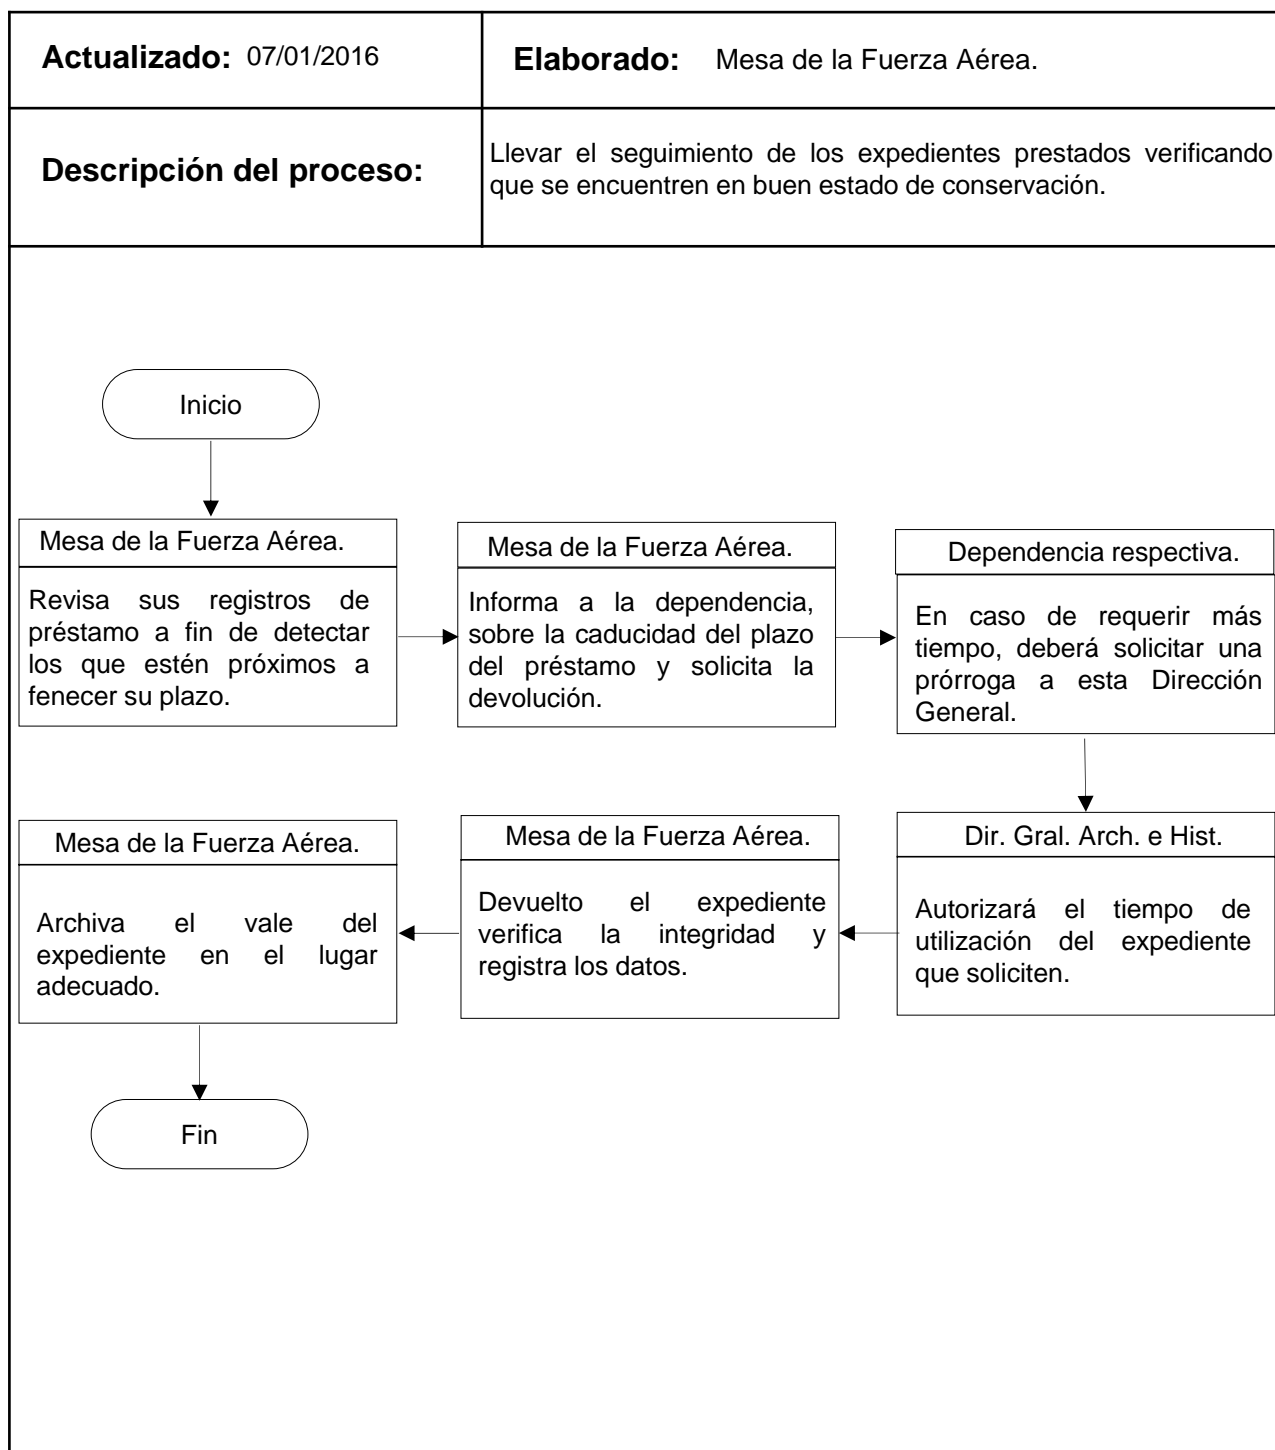 Actualizado: 07/01/2016
Elaborado: Mesa de la Fuerza Aérea.
Descripción del proceso:
Llevar el seguimiento de los expedientes prestados verificando
que se encuentren en buen estado de conservación.
Inicio
Mesa de la Fuerza Aérea.
Revisa sus registros de
préstamo a fin de detectar
los que estén próximos a
fenecer su plazo.
Mesa de la Fuerza Aérea.
Informa a la dependencia,
sobre la caducidad del plazo
del préstamo y solicita la
devolución.
Dependencia respectiva.
En caso de requerir más
tiempo, deberá solicitar una
prórroga a esta Dirección
General.
Dir. Gral. Arch. e Hist.
Autorizará el tiempo de
utilización del expediente
que soliciten.
Mesa de la Fuerza Aérea.
Devuelto el expediente
verifica la integridad y
registra los datos.
Mesa de la Fuerza Aérea.
Archiva el vale del
expediente en el lugar
adecuado.
Fin